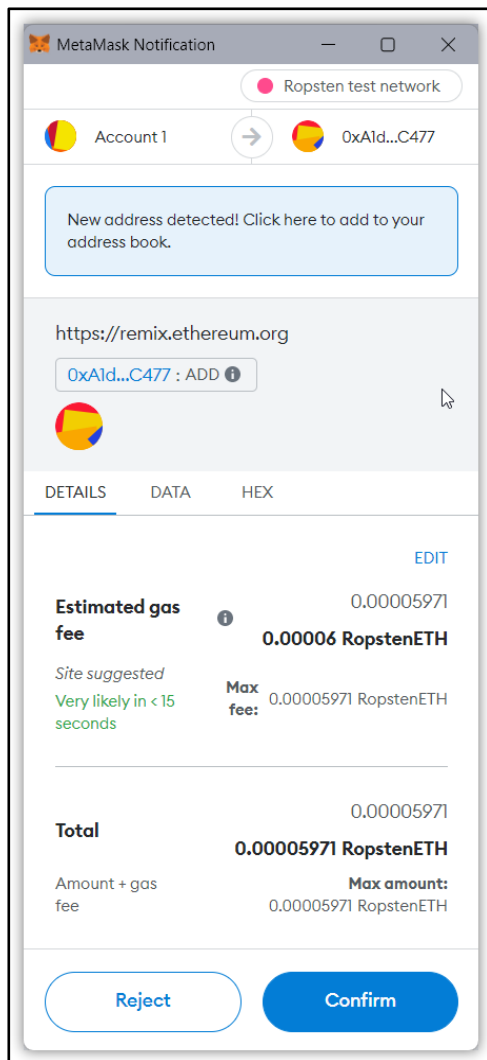 MetaMask Notification
Ropsten test network
Account 1
0xA1d...C477
New address detected! Click here to add to your
address book.
https://remix.ethereum.org
0xA1d...C477 : ADD
DETAILS DATA HEX
EDIT
Estimated gas
fee
0.00005971
0.00006 RopstenETH
Site suggested
Very likely in < 15
seconds
Max
fee:
0.00005971 RopstenETH
Total
0.00005971
0.00005971 RopstenETH
Amount + gas
fee
Max amount:
0.00005971 RopstenETH
Reject
Confirm